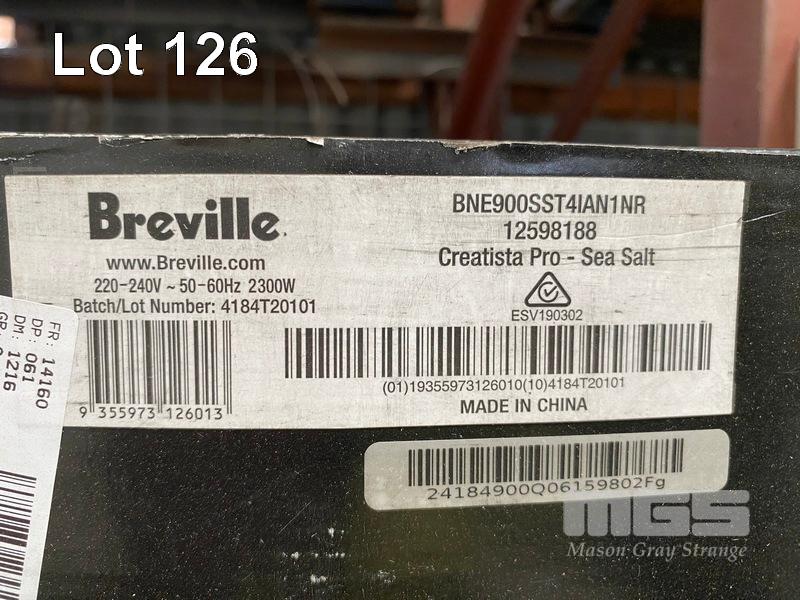 Lot 126
Breville
www.Breville.com
220-240V ~ 50-60Hz 2300W
Batch/Lot Number: 4184T20101
9 355973 126013
BNE900SST4IAN1NR
12598188
Creatista Pro - Sea Salt
ESV190302
(01)19355973126010(10)4184T20101
MADE IN CHINA
FR: 14160
DP: 061
DM: 1216
24184900Q06159802Fg
MGS
Mason Gray Strange